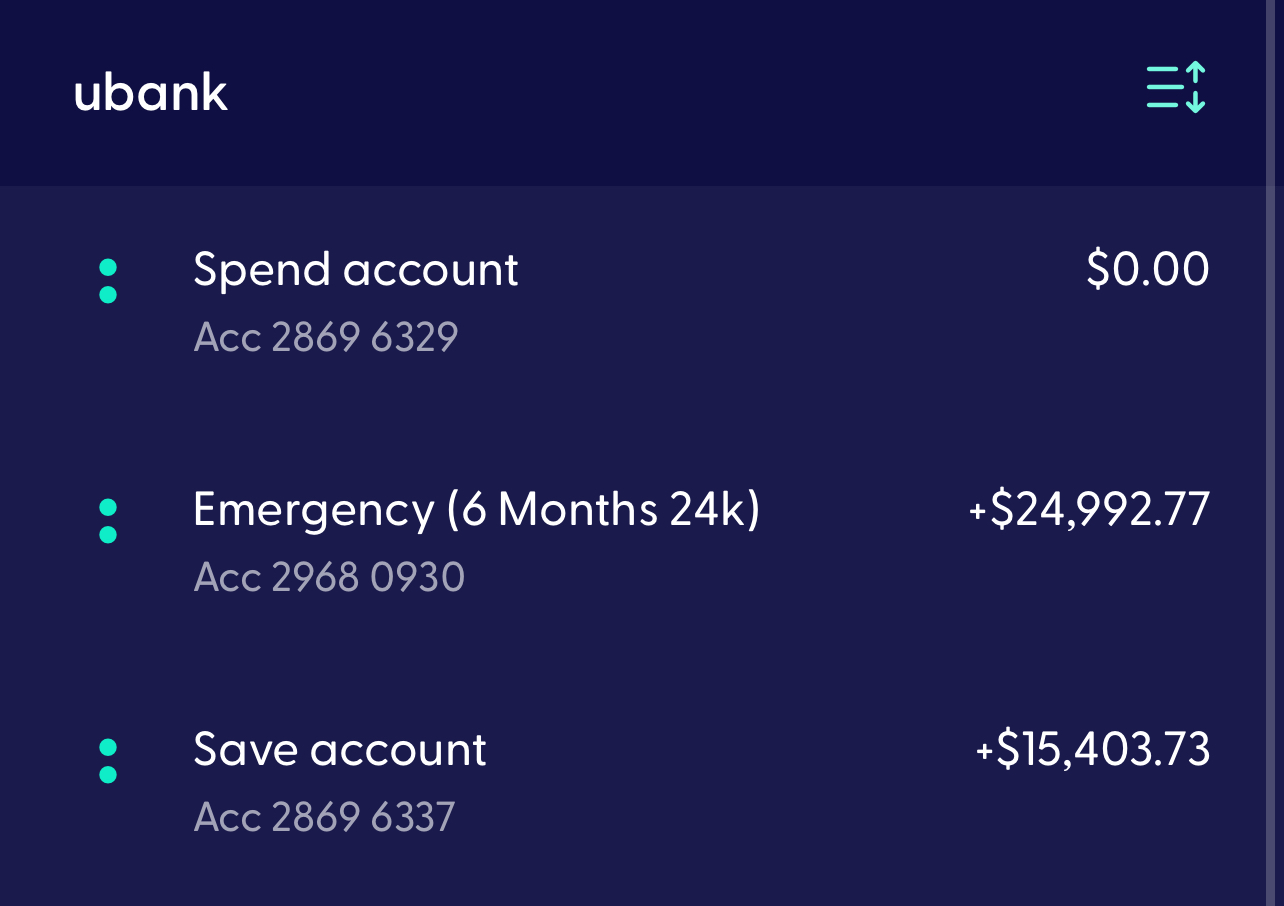 ubank
Spend account $0.00
Acc 2869 6329
Emergency (6 Months 24k) +$24,992.77
Acc 2968 0930
Save account +$15,403.73
Acc 2869 6337